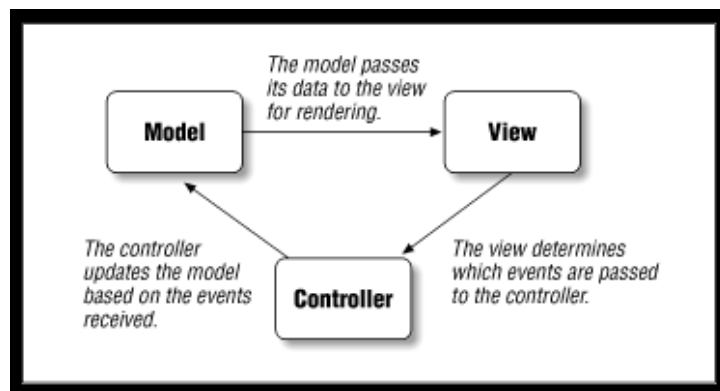 The model passes
its data to the view
for rendering.
Model
View
The controller
updates the model
based on the events
received.
Controller
The view determines
which events are passed
to the controller.